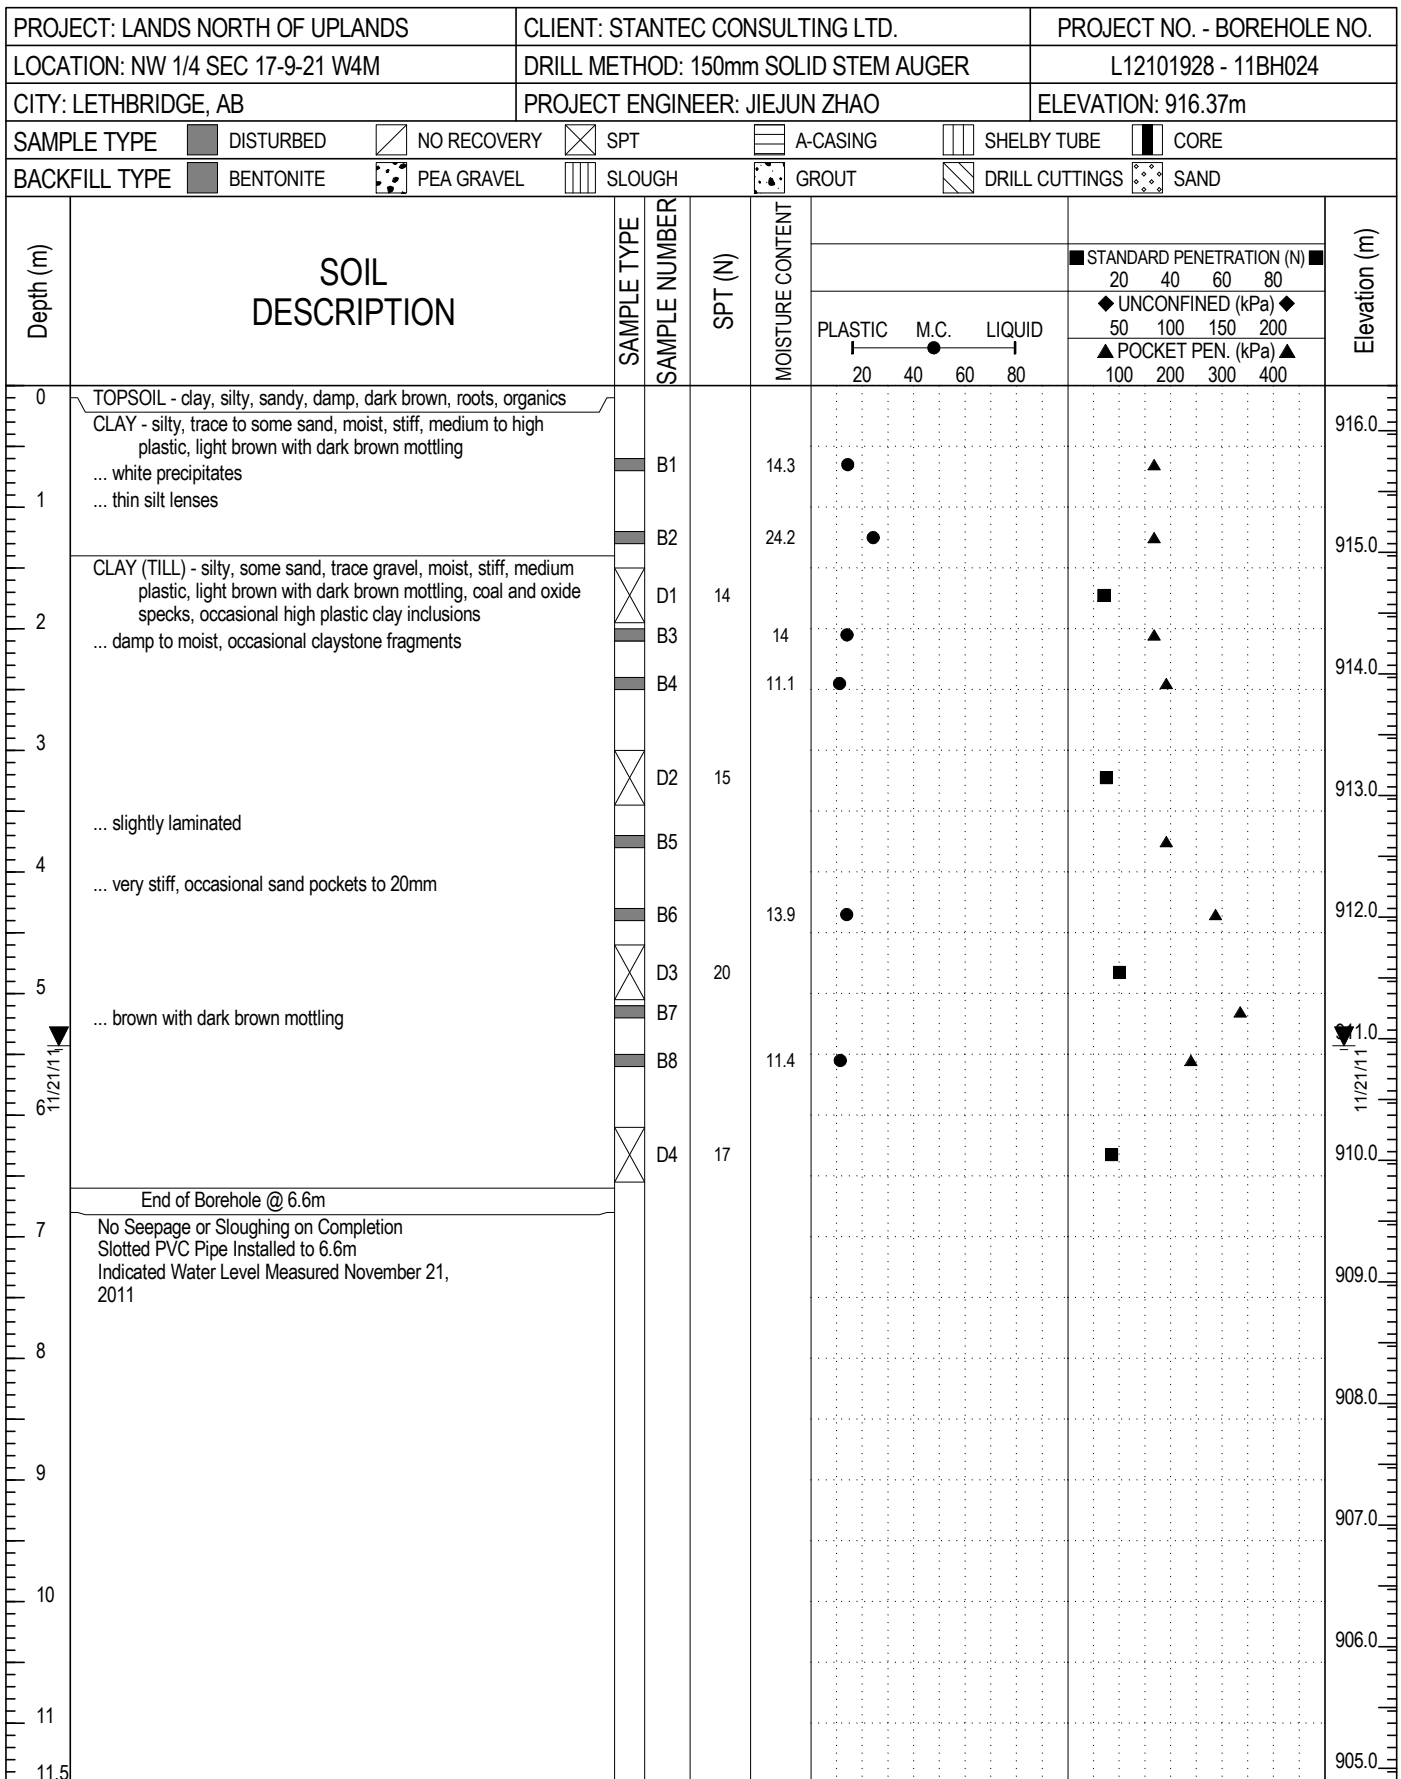 PROJECT: LANDS NORTH OF UPLANDS CLIENT: STANTEC CONSULTING LTD. PROJECT NO. - BOREHOLE NO.
LOCATION: NW 1/4 SEC 17-9-21 W4M DRILL METHOD: 150mm SOLID STEM AUGER L12101928 - 11BH024
CITY: LETHBRIDGE, AB PROJECT ENGINEER: JIEJUN ZHAO ELEVATION: 916.37m
SAMPLE TYPE DISTURBED NO RECOVERY SPT A-CASING SHELBY TUBE CORE
BACKFILL TYPE BENTONITE PEA GRAVEL SLOUGH GROUT DRILL CUTTINGS SAND
Depth (m)
SOIL
DESCRIPTION
SAMPLE TYPE
SAMPLE NUMBER
SPT (N)
MOISTURE CONTENT
PLASTIC M.C. LIQUID
20 40 60 80
STANDARD PENETRATION (N)
20 40 60 80
UNCONFINED (kPa)
50 100 150 200
POCKET PEN. (kPa)
100 200 300 400
Elevation (m)
0 TOPSOIL - clay, silty, sandy, damp, dark brown, roots, organics
CLAY - silty, trace to some sand, moist, stiff, medium to high 916.0
plastic, light brown with dark brown mottling
... white precipitates B1 14.3
1 ... thin silt lenses
B2 24.2 915.0
CLAY (TILL) - silty, some sand, trace gravel, moist, stiff, medium
plastic, light brown with dark brown mottling, coal and oxide D1 14
specks, occasional high plastic clay inclusions
2
... damp to moist, occasional claystone fragments B3 14
914.0
B4 11.1
3
D2 15
913.0
... slightly laminated
B5
4
... very stiff, occasional sand pockets to 20mm
B6 13.9 912.0
D3 20
5
... brown with dark brown mottling B7
911.0
11/21/11 B8 11.4 11/21/11
6
D4 17 910.0
End of Borehole @ 6.6m
7 No Seepage or Sloughing on Completion
Slotted PVC Pipe Installed to 6.6m
Indicated Water Level Measured November 21, 909.0
2011
8
908.0
9
907.0
10
906.0
11
905.0
11.5